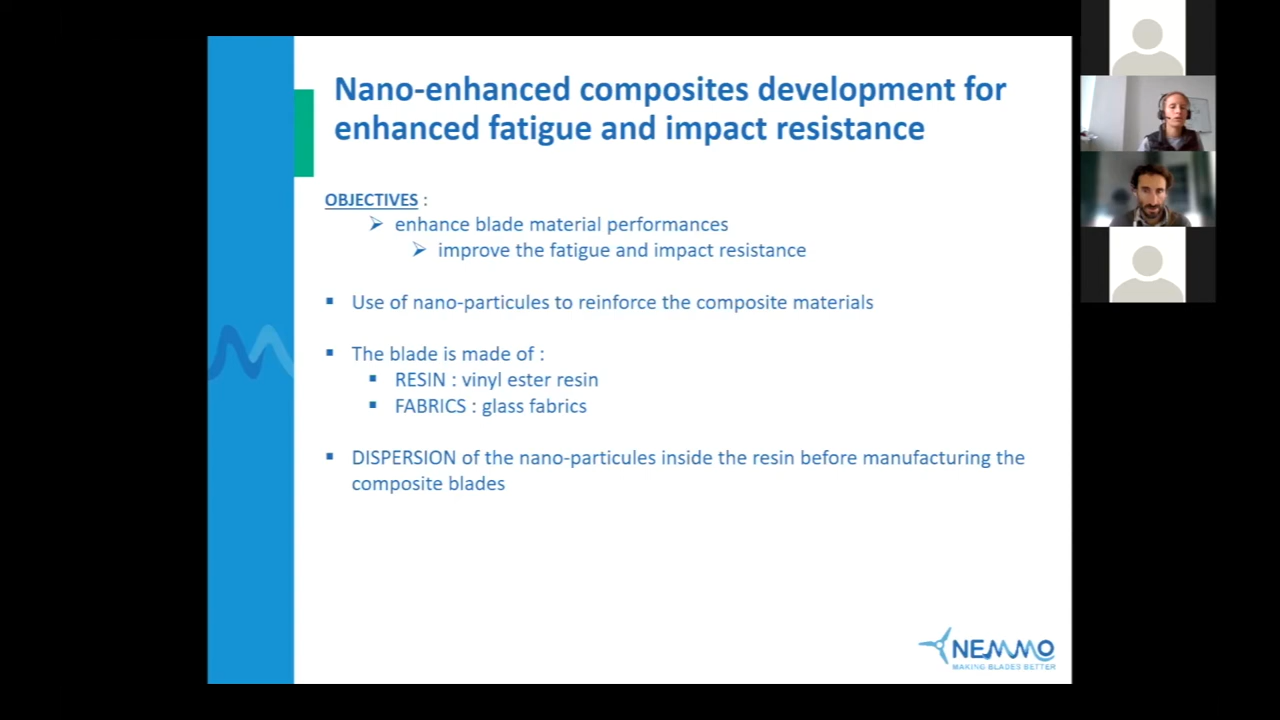 Nano-enhanced composites development for
enhanced fatigue and impact resistance
OBJECTIVES :
enhance blade material performances
improve the fatigue and impact resistance
Use of nano-particules to reinforce the composite materials
The blade is made of :
RESIN : vinyl ester resin
FABRICS : glass fabrics
DISPERSION of the nano-particules inside the resin before manufacturing the
composite blades
NEMMO
MAKING BLADES BETTER